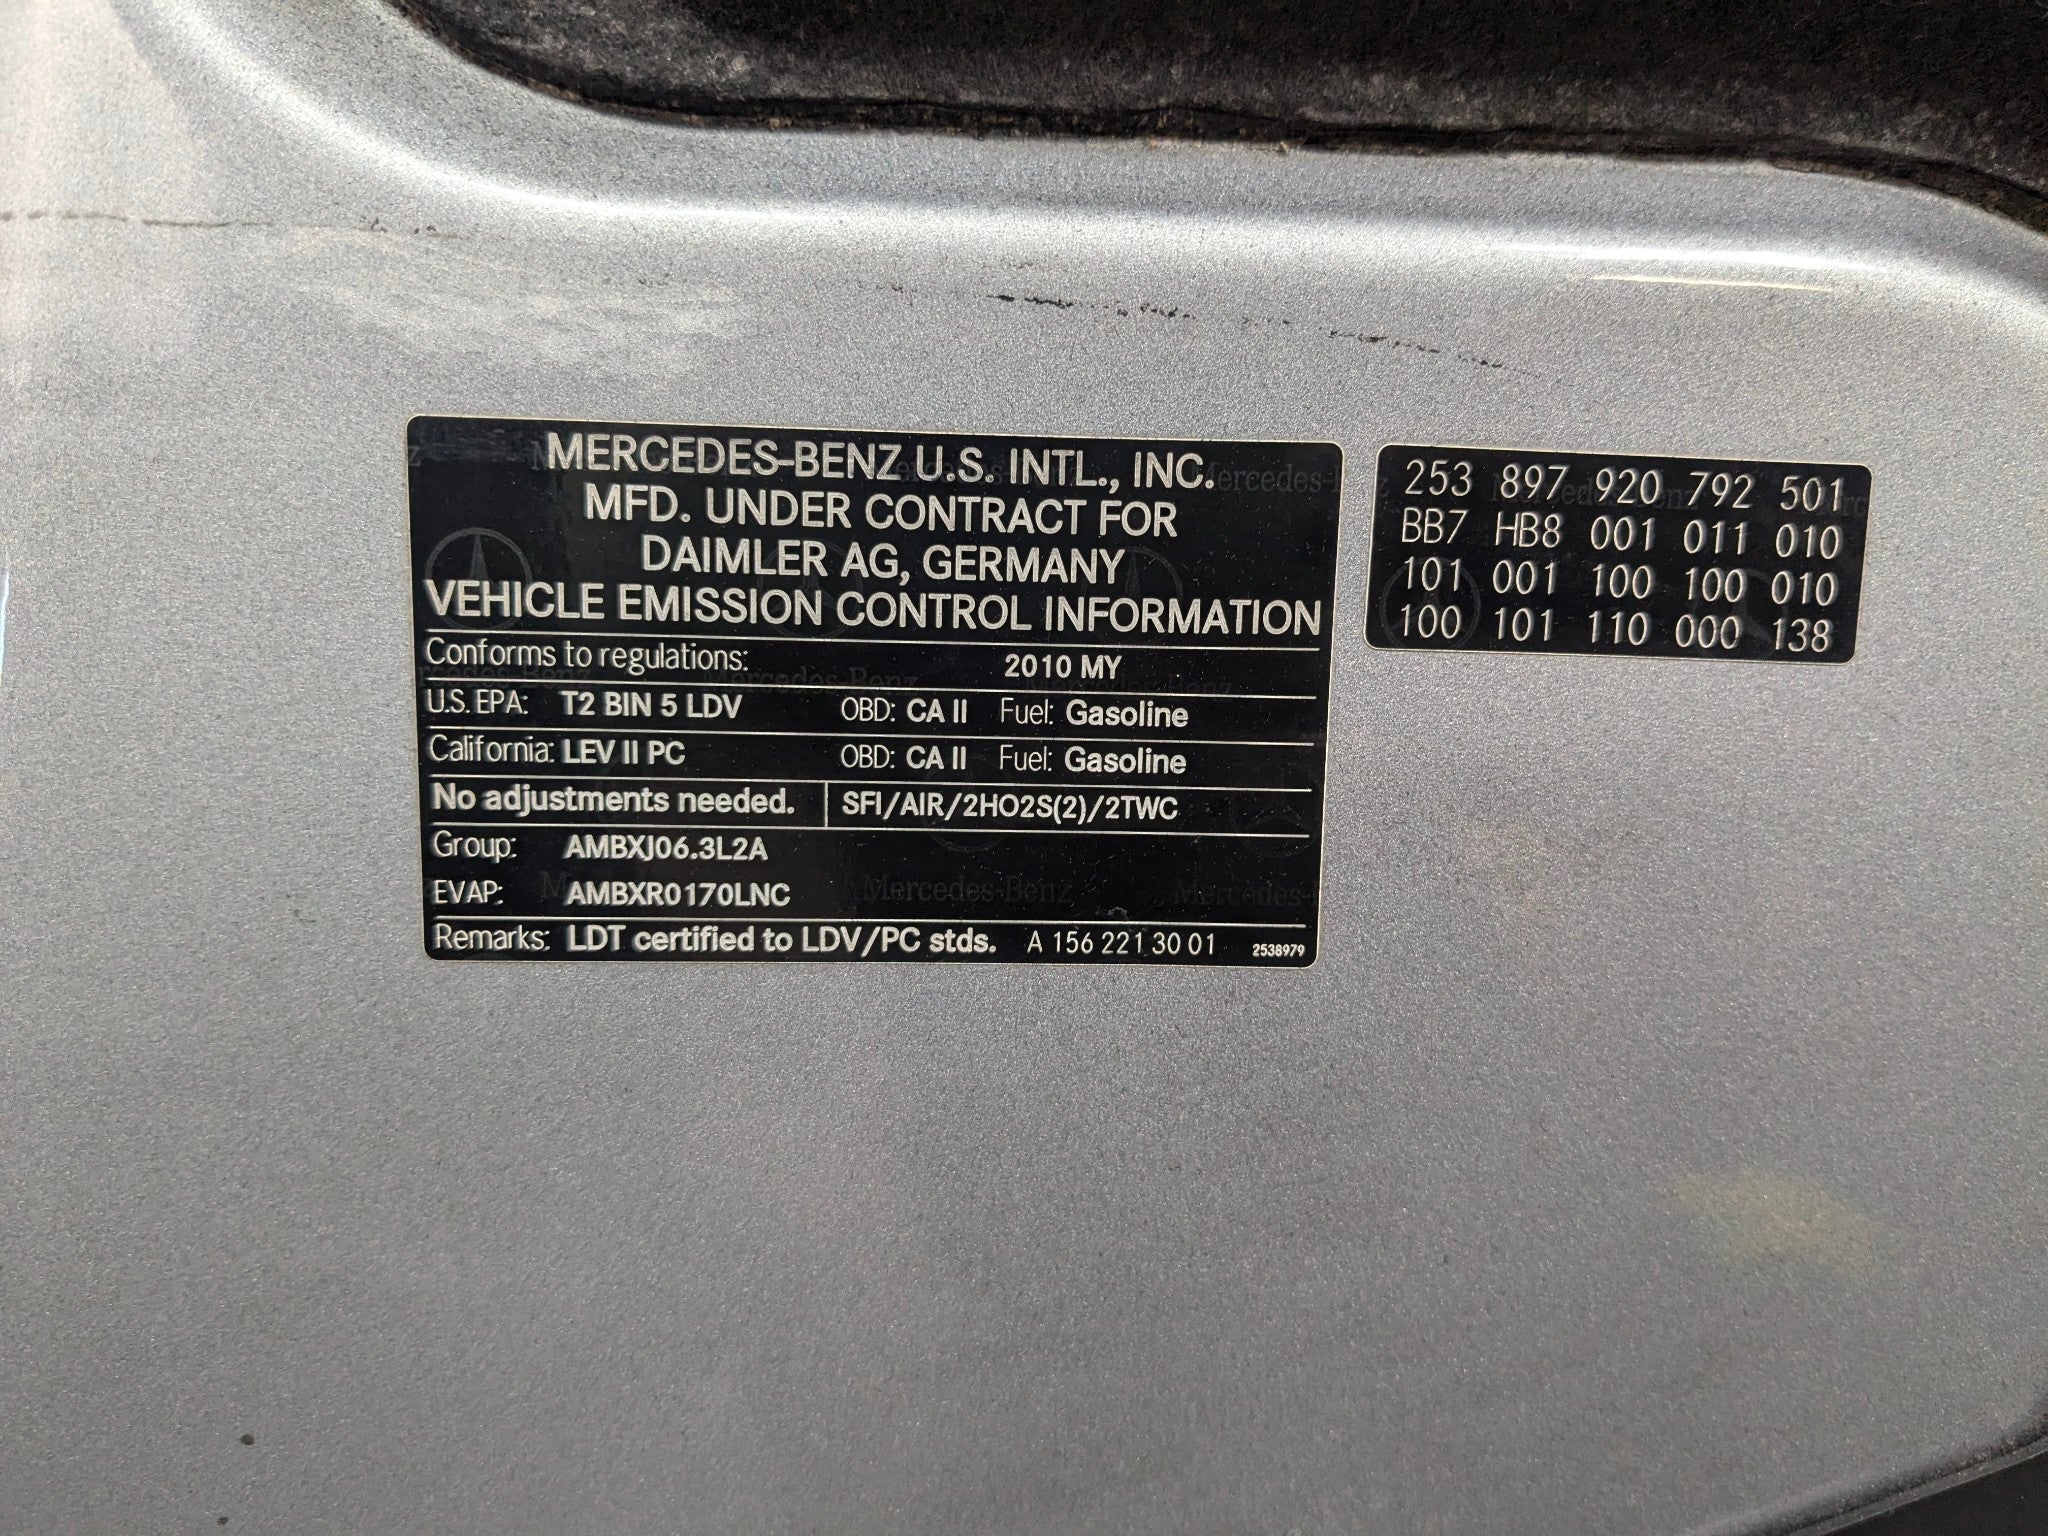 MERCEDES-BENZ U.S. INTL., INC.
MFD. UNDER CONTRACT FOR
DAIMLER AG, GERMANY
VEHICLE EMISSION CONTROL INFORMATION
Conforms to regulations: 2010 MY
U.S. EPA: T2 BIN 5 LDV OBD: CA II Fuel: Gasoline
California: LEV II PC OBD: CA II Fuel: Gasoline
No adjustments needed. SFI/AIR/2HO2S(2)/2TWC
Group: AMBXJ06.3L2A
EVAP: AMBXR0170LNC
Remarks: LDT certified to LDV/PC stds. A 156 221 30 01 2538979
253 897 920 792 501
BB7 HB8 001 011 010
101 001 100 100 010
100 101 110 000 138